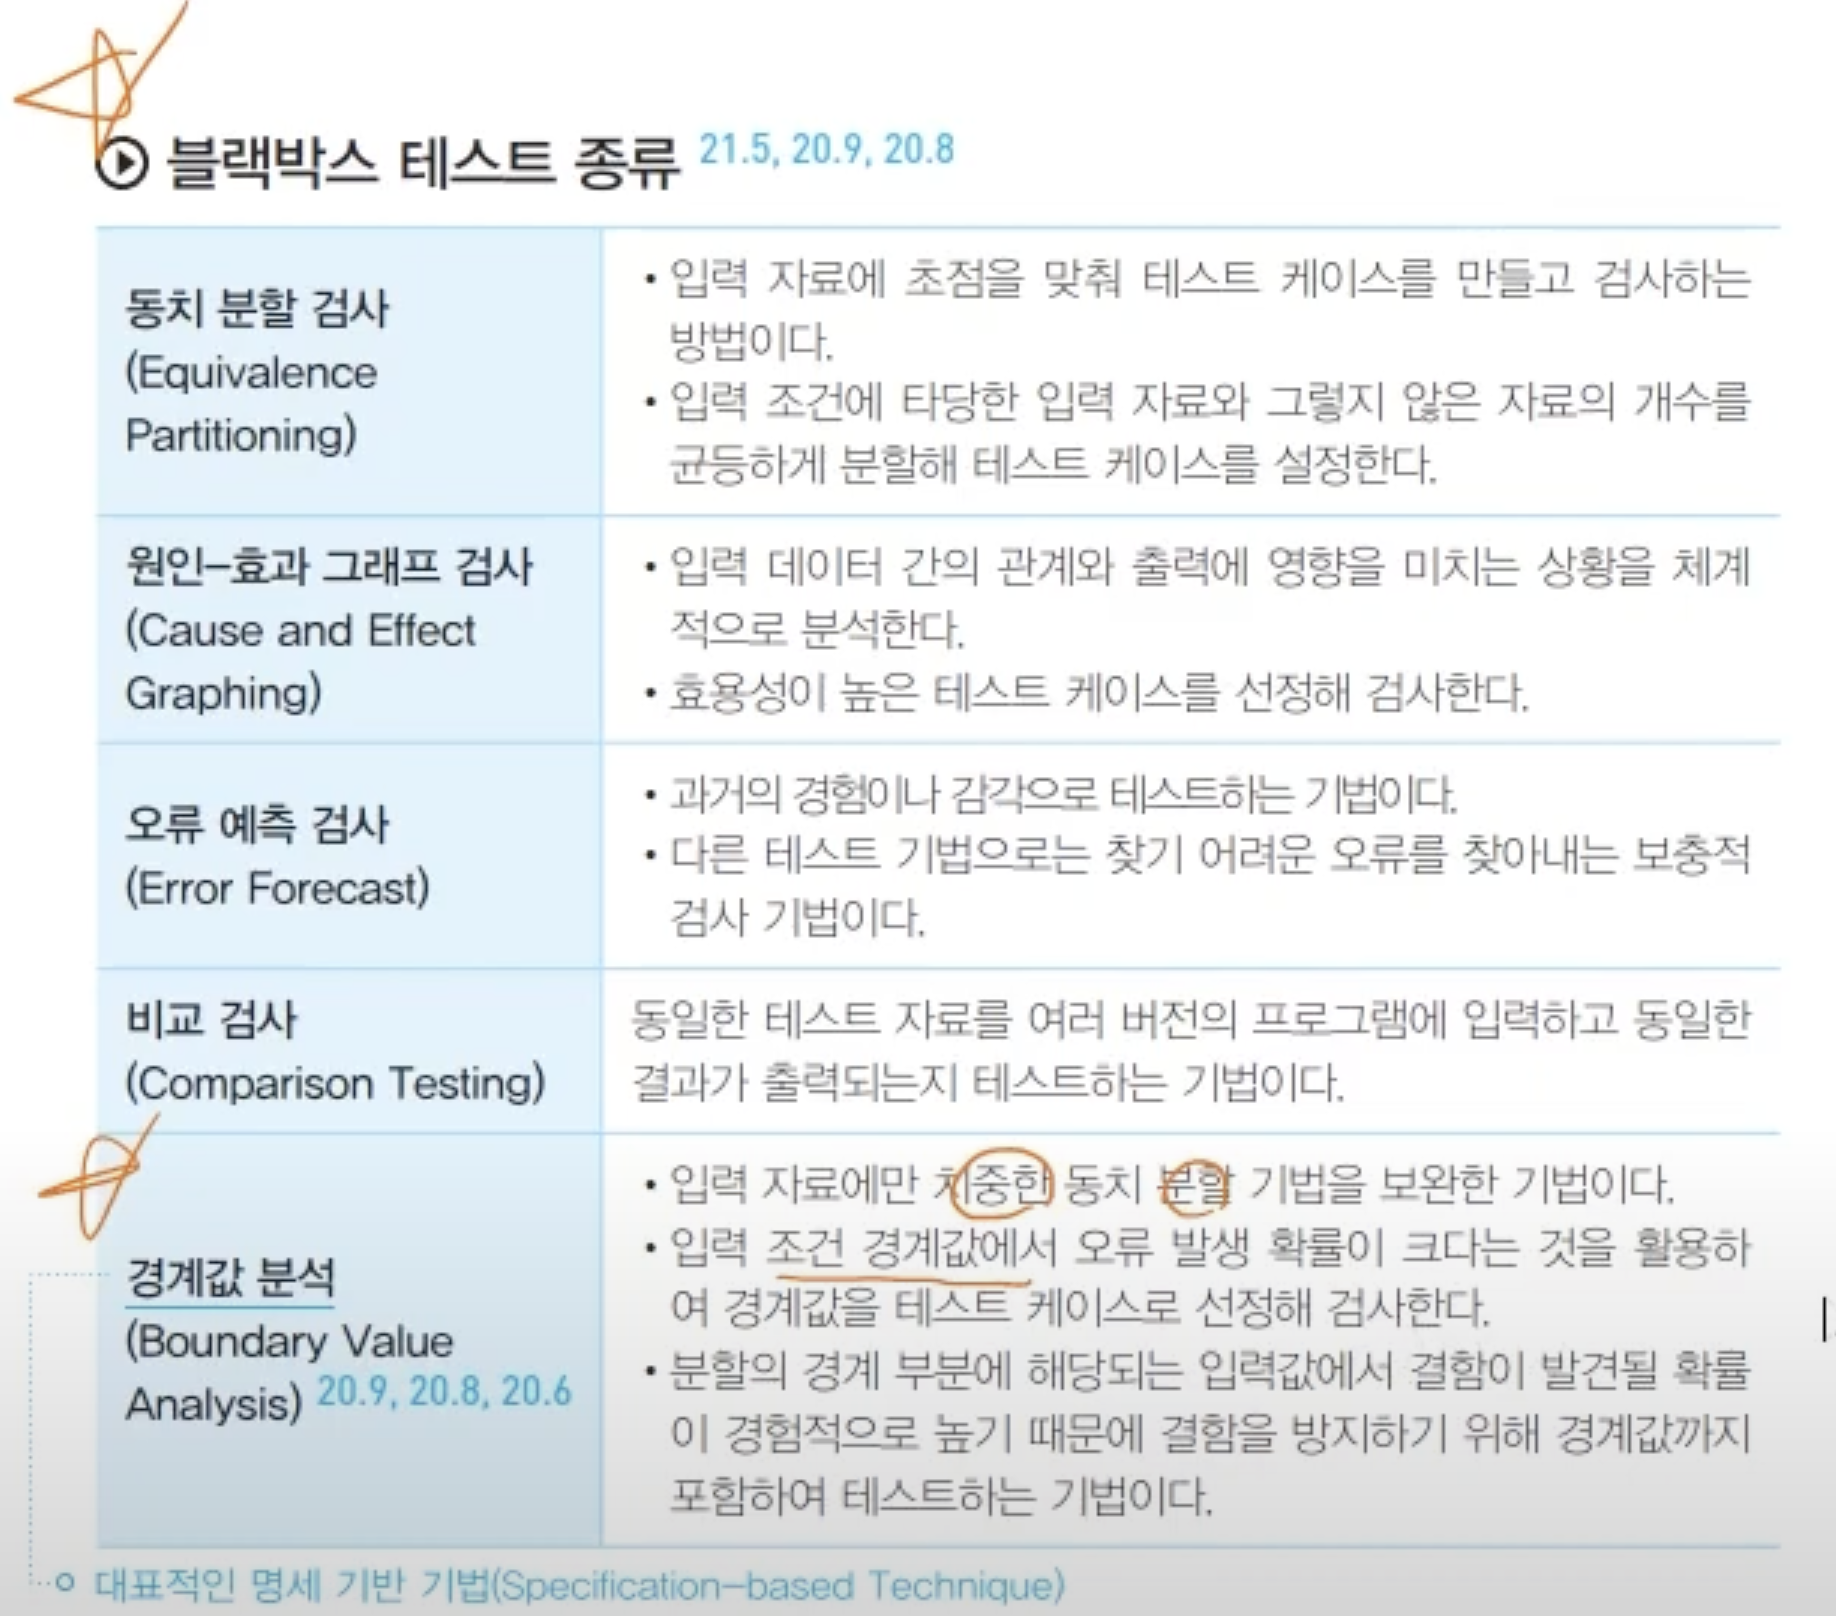 블랙박스 테스트 종류 21.5, 20.9, 20.8
동치 분할 검사
(Equivalence
Partitioning)
• 입력 자료에 초점을 맞춰 테스트 케이스를 만들고 검사하는
방법이다.
• 입력 조건에 타당한 입력 자료와 그렇지 않은 자료의 개수를
균등하게 분할해 테스트 케이스를 설정한다.
원인-효과 그래프 검사
(Cause and Effect
Graphing)
• 입력 데이터 간의 관계와 출력에 영향을 미치는 상황을 체계
적으로 분석한다.
• 효용성이 높은 테스트 케이스를 선정해 검사한다.
오류 예측 검사
(Error Forecast)
• 과거의 경험이나 감각으로 테스트하는 기법이다.
• 다른 테스트 기법으로는 찾기 어려운 오류를 찾아내는 보충적
검사 기법이다.
비교 검사
(Comparison Testing)
동일한 테스트 자료를 여러 버전의 프로그램에 입력하고 동일한
결과가 출력되는지 테스트하는 기법이다.
경계값 분석
(Boundary Value
Analysis) 20.9, 20.8, 20.6
• 입력 자료에만 치중한 동치 분할 기법을 보완한 기법이다.
• 입력 조건 경계값에서 오류 발생 확률이 크다는 것을 활용하
여 경계값을 테스트 케이스로 선정해 검사한다.
• 분할의 경계 부분에 해당되는 입력값에서 결함이 발견될 확률
이 경험적으로 높기 때문에 결함을 방지하기 위해 경계값까지
포함하여 테스트하는 기법이다.
대표적인 명세 기반 기법(Specification-based Technique)